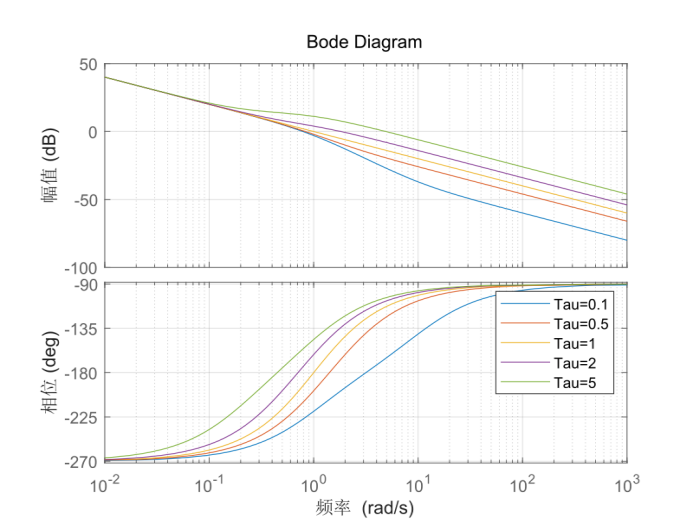 Bode Diagram
50
0
-50
-100
幅值 (dB)
-90
-135
-180
-225
-270
相位 (deg)
Tau=0.1
Tau=0.5
Tau=1
Tau=2
Tau=5
10^-2 10^-1 10^0 10^1 10^2 10^3
频率 (rad/s)